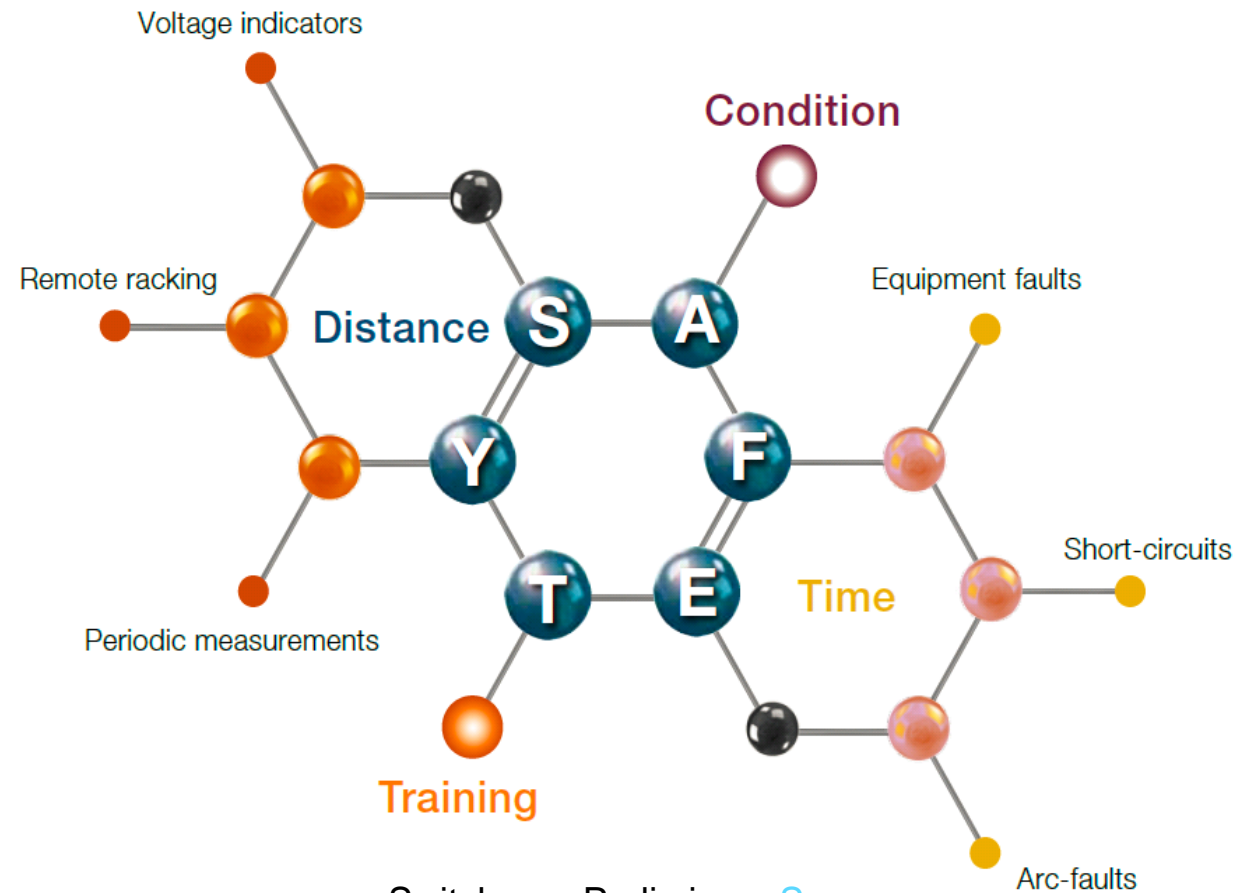 Voltage indicators
Condition
Remote racking
Equipment faults
Distance
S
A
Y
F
Short-circuits
T
E
Time
Periodic measurements
Training
Arc-faults